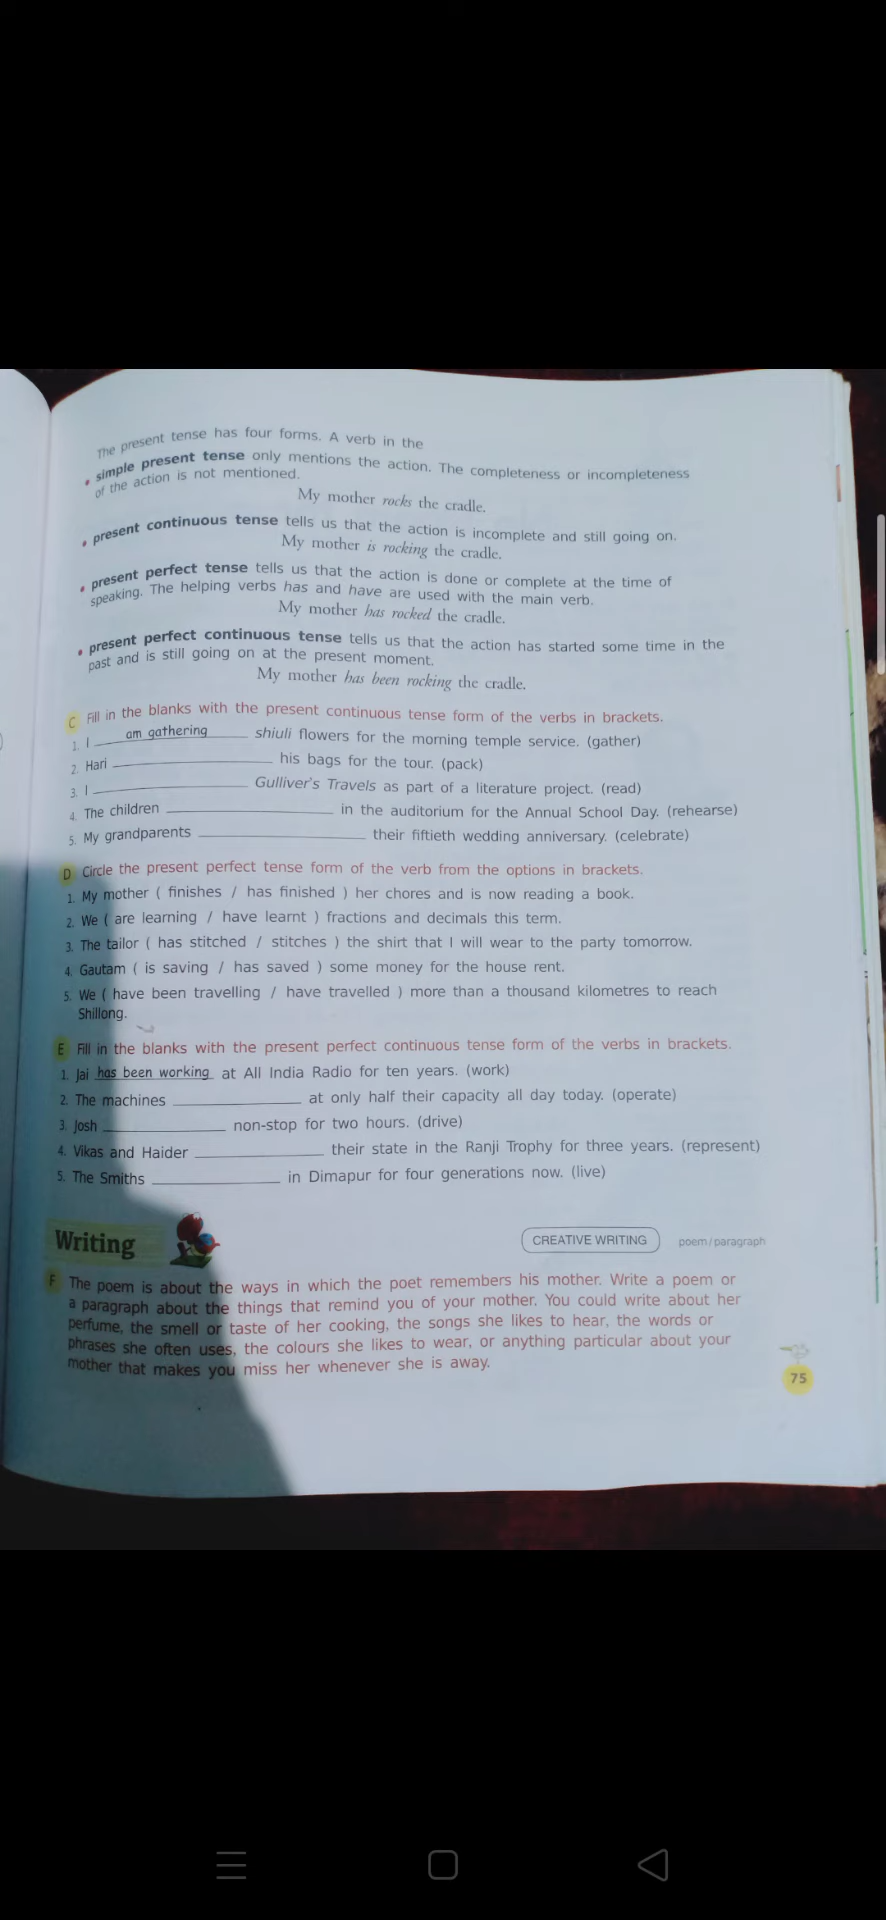 The present tense has four forms. A verb in the
• simple present tense only mentions the action. The completeness or incompleteness
of the action is not mentioned.
My mother rocks the cradle.
• present continuous tense tells us that the action is incomplete and still going on.
My mother is rocking the cradle.
• present perfect tense tells us that the action is done or complete at the time of
speaking. The helping verbs has and have are used with the main verb.
My mother has rocked the cradle.
• present perfect continuous tense tells us that the action has started some time in the
past and is still going on at the present moment.
My mother has been rocking the cradle.
C Fill in the blanks with the present continuous tense form of the verbs in brackets.
1. I am gathering shiuli flowers for the morning temple service. (gather)
2. Hari ____________ his bags for the tour. (pack)
3. I ____________ Gulliver's Travels as part of a literature project. (read)
4. The children ____________ in the auditorium for the Annual School Day. (rehearse)
5. My grandparents ____________ their fiftieth wedding anniversary. (celebrate)
D Circle the present perfect tense form of the verb from the options in brackets.
1. My mother ( finishes / has finished ) her chores and is now reading a book.
2. We ( are learning / have learnt ) fractions and decimals this term.
3. The tailor ( has stitched / stitches ) the shirt that I will wear to the party tomorrow.
4. Gautam ( is saving / has saved ) some money for the house rent.
5. We ( have been travelling / have travelled ) more than a thousand kilometres to reach
Shillong.
E Fill in the blanks with the present perfect continuous tense form of the verbs in brackets.
1. Jai has been working at All India Radio for ten years. (work)
2. The machines ____________ at only half their capacity all day today. (operate)
3. Josh ____________ non-stop for two hours. (drive)
4. Vikas and Haider ____________ their state in the Ranji Trophy for three years. (represent)
5. The Smiths ____________ in Dimapur for four generations now. (live)
Writing
CREATIVE WRITING poem/paragraph
F The poem is about the ways in which the poet remembers his mother. Write a poem or
a paragraph about the things that remind you of your mother. You could write about her
perfume, the smell or taste of her cooking, the songs she likes to hear, the words or
phrases she often uses, the colours she likes to wear, or anything particular about your
mother that makes you miss her whenever she is away.
75